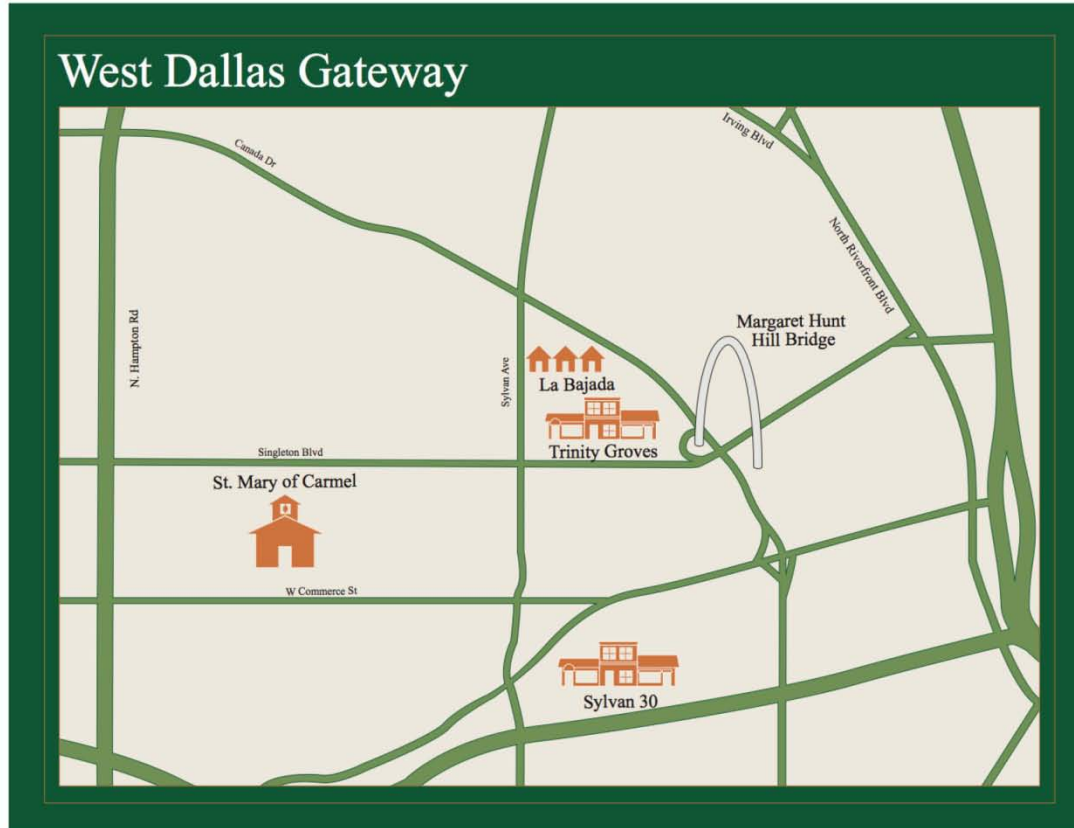 West Dallas Gateway
Irving Blvd
Canada Dr
North Riverfront Blvd
N. Hampton Rd
Margaret Hunt
Hill Bridge
Sylvan Ave
La Bajada
Trinity Groves
Singleton Blvd
St. Mary of Carmel
W Commerce St
Sylvan 30